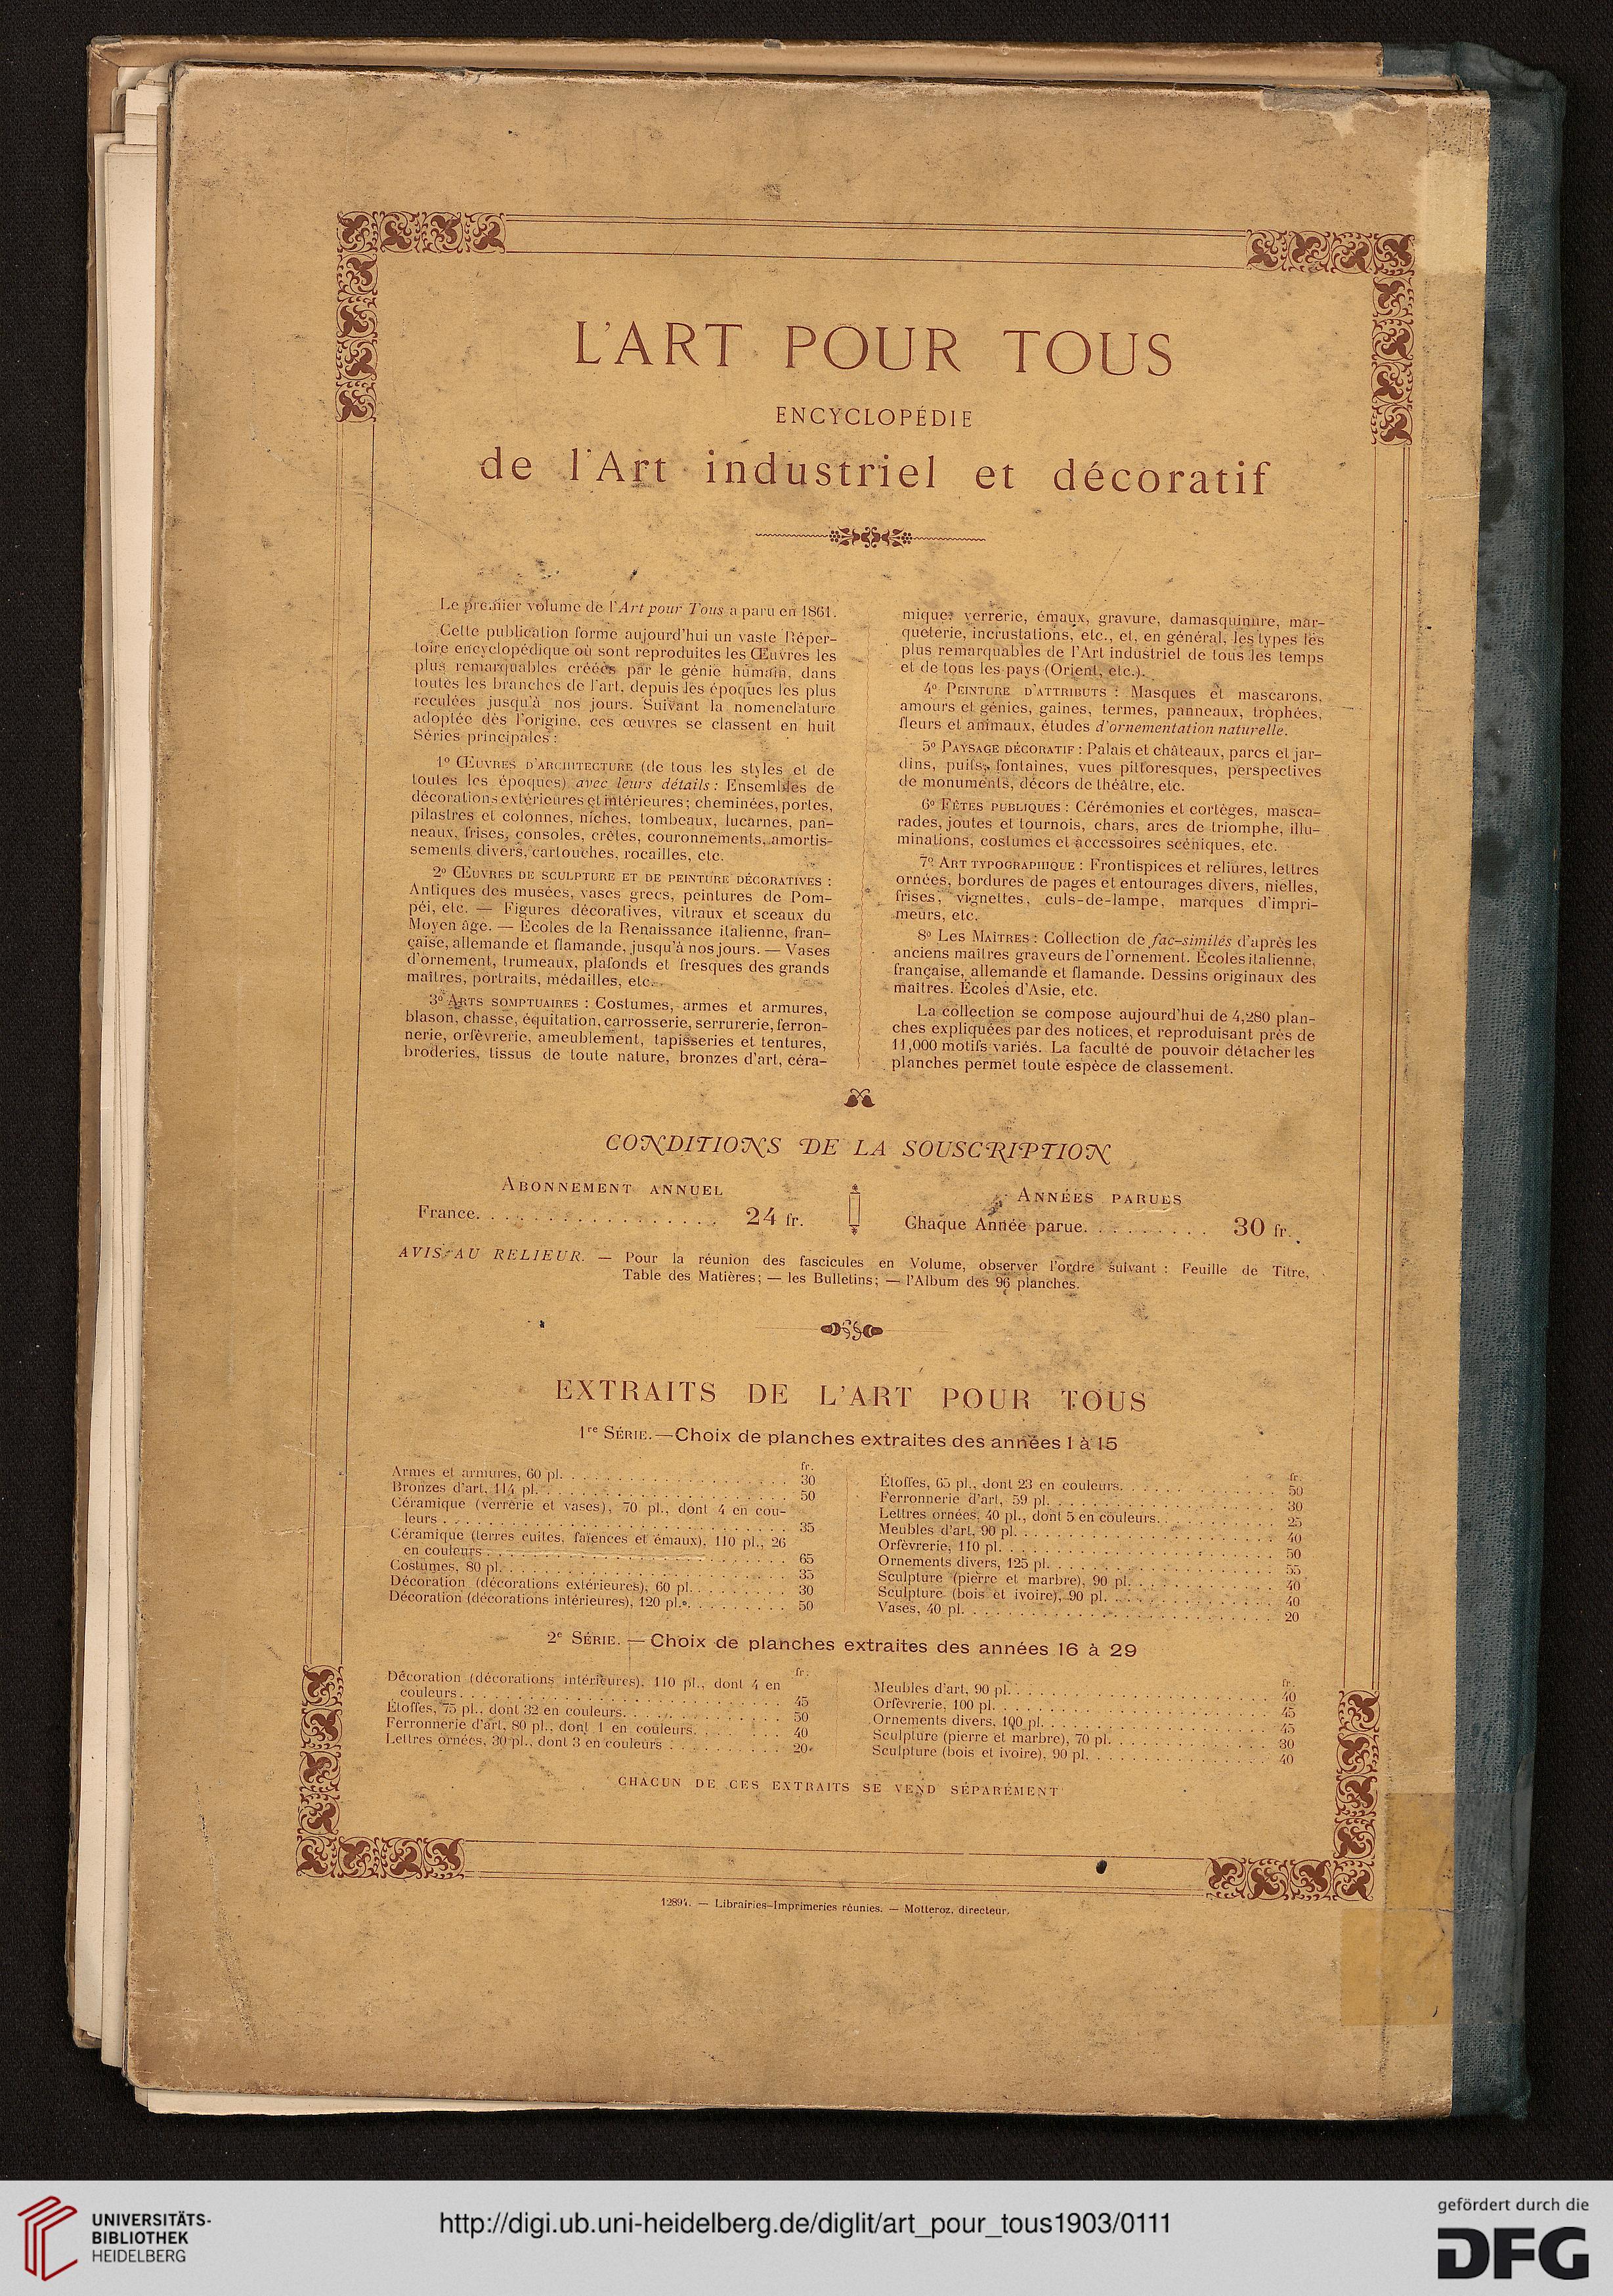 L'ART POUR TOUS
ENCYCLOPÉDIE
de l'Art industriel et décoratif
Le premier volume de l'Art pour Tous a paru en 1861.
Cette publication forme aujourd'hui un vaste Réper-
toire encyclopédique où sont reproduites les Œuvres les
plus remarquables créées par le génie humain, dans
toutes les branches de l'art, depuis les époques les plus
reculées jusqu'à nos jours. Suivant la nomenclature
adoptée dès l'origine, ces œuvres se classent en huit
Séries principales :
1° ŒUVRES D'ARCHITECTURE (de tous les styles et de
toutes les époques) avec leurs détails : Ensembles de
décorations extérieures et intérieures; cheminées, portes,
pilastres et colonnes, niches, tombeaux, lucarnes, pan-
neaux, frises, consoles, crêtes, couronnements, amortis-
sements divers, cartouches, rocailles, etc.
2° ŒUVRES DE SCULPTURE ET DE PEINTURE DÉCORATIVES :
Antiques des musées, vases grecs, peintures de Pom-
péi, etc. — Figures décoratives, vitraux et sceaux du
Moyen âge. — Écoles de la Renaissance italienne, fran-
çaise, allemande et flamande, jusqu'à nos jours. — Vases
d'ornement, trumeaux, plafonds et fresques des grands
maîtres, portraits, médailles, etc.
3° ARTS SOMPTUAIRES : Costumes, armes et armures,
blason, chasse, équitation, carrosserie, serrurerie, ferron-
nerie, orfèvrerie, ameublement, tapisseries et tentures,
broderies, tissus de toute nature, bronzes d'art, céra-
mique, verrerie, émaux, gravure, damasquinure, mar-
queterie, incrustations, etc., et, en général, les types les
plus remarquables de l'Art industriel de tous les temps
et de tous les pays (Orient, etc.).
4° PEINTURE D'ATTRIBUTS : Masques et mascarons,
amours et génies, gaines, termes, panneaux, trophées,
fleurs et animaux, études d'ornementation naturelle.
5° PAYSAGE DÉCORATIF : Palais et châteaux, parcs et jar-
dins, puits, fontaines, vues pittoresques, perspectives
de monuments, décors de théâtre, etc.
6° FÊTES PUBLIQUES : Cérémonies et cortèges, masca-
rades, joutes et tournois, chars, arcs de triomphe, illu-
minations, costumes et accessoires scéniques, etc.
7° ART TYPOGRAPHIQUE : Frontispices et reliures, lettres
ornées, bordures de pages et entourages divers, nielles,
frises, vignettes, culs-de-lampe, marques d'impri-
meurs, etc.
8° LES MAÎTRES : Collection de fac-similés d'après les
anciens maîtres graveurs de l'ornement. Écoles italienne,
française, allemande et flamande. Dessins originaux des
maîtres. Écoles d'Asie, etc.
La collection se compose aujourd'hui de 4,280 plan-
ches expliquées par des notices, et reproduisant près de
11,000 motifs variés. La faculté de pouvoir détacher les
planches permet toute espèce de classement.
CONDITIONS DE LA SOUSCRIPTION
ABONNEMENT ANNUEL
France. . . . . . . . . . . . . . . . . 24 fr.
ANNÉES PARUES
Chaque Année parue. . . . . . . . . 30 fr.
AVIS AU RELIEUR. — Pour la réunion des fascicules en Volume, observer l'ordre suivant : Feuille de Titre,
Table des Matières; — les Bulletins; — l'Album des 96 planches.
EXTRAITS DE L'ART POUR TOUS
1re SÉRIE. — Choix de planches extraites des années 1 à 15
fr.
Armes et armures, 60 pl. . . . . . . . 30
Bronzes d'art, 114 pl. . . . . . . . 50
Céramique (verrerie et vases), 70 pl., dont 4 en cou-
leurs . . . . . . . . 35
Céramique (terres cuites, faïences et émaux), 110 pl., 26
en couleurs . . . . . . . . 65
Costumes, 80 pl. . . . . . . . 35
Décoration (décorations extérieures), 60 pl. . . . . . . . 30
Décoration (décorations intérieures), 120 pl. . . . . . . . 50
fr.
Étoffes, 65 pl., dont 23 en couleurs. . . . . . . . 50
Ferronnerie d'art, 59 pl. . . . . . . . 30
Lettres ornées, 40 pl., dont 5 en couleurs. . . . . . . . 25
Meubles d'art, 90 pl. . . . . . . . 40
Orfèvrerie, 110 pl. . . . . . . . 50
Ornements divers, 125 pl. . . . . . . . 55
Sculpture (pierre et marbre), 90 pl. . . . . . . . 40
Sculpture (bois et ivoire), 90 pl. . . . . . . . 40
Vases, 40 pl. . . . . . . . 20
2e SÉRIE. — Choix de planches extraites des années 16 à 29
fr.
Décoration (décorations intérieures), 110 pl., dont 4 en
couleurs . . . . . . . . 45
Étoffes, 75 pl., dont 32 en couleurs. . . . . . . . 50
Ferronnerie d'art, 80 pl., dont 1 en couleurs. . . . . . . . 40
Lettres ornées, 30 pl., dont 3 en couleurs . . . . . . . . 20
fr.
Meubles d'art, 90 pl. . . . . . . . 40
Orfèvrerie, 100 pl. . . . . . . . 45
Ornements divers, 100 pl. . . . . . . . 45
Sculpture (pierre et marbre), 70 pl. . . . . . . . 30
Sculpture (bois et ivoire), 90 pl. . . . . . . . 40
CHACUN DE CES EXTRAITS SE VEND SÉPARÉMENT
12894. — Librairies-Imprimeries réunies. — Motteroz, directeur.
UNIVERSITÄTS-
BIBLIOTHEK
HEIDELBERG
http://digi.ub.uni-heidelberg.de/diglit/art_pour_tous1903/0111
gefördert durch die
DFG